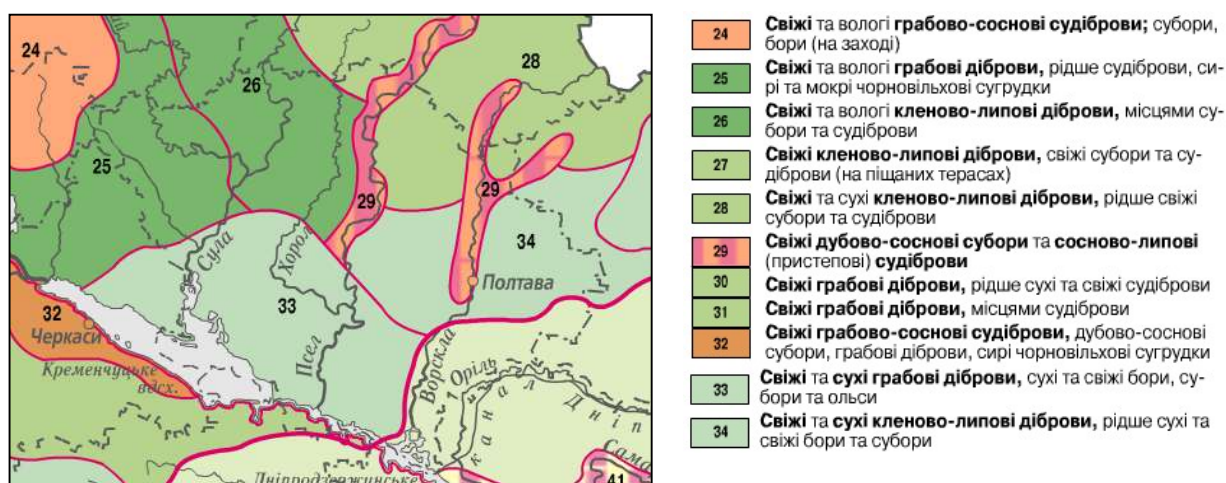 24
28
26
25
29
29
34
Сула
Хорол
Полтава
33
32
Черкаси
Псел
Ворскла
Кременчуцьке
вдсх.
Оріль
канал
Дніп
Сама
41
Дніпродзержинське
24 Свіжі та вологі грабово-соснові судіброви; субори,
бори (на заході)
25 Свіжі та вологі грабові діброви, рідше судіброви, си-
рі та мокрі чорновільхові сугрудки
26 Свіжі та вологі кленово-липові діброви, місцями су-
бори та судіброви
27 Свіжі кленово-липові діброви, свіжі субори та су-
діброви (на піщаних терасах)
28 Свіжі та сухі кленово-липові діброви, рідше свіжі
субори та судіброви
29 Свіжі дубово-соснові субори та сосново-липові
(пристепові) судіброви
30 Свіжі грабові діброви, рідше сухі та свіжі судіброви
31 Свіжі грабові діброви, місцями судіброви
32 Свіжі грабово-соснові судіброви, дубово-соснові
субори, грабові діброви, сирі чорновільхові сугрудки
33 Свіжі та сухі грабові діброви, сухі та свіжі бори, су-
бори та ольси
34 Свіжі та сухі кленово-липові діброви, рідше сухі та
свіжі бори та субори